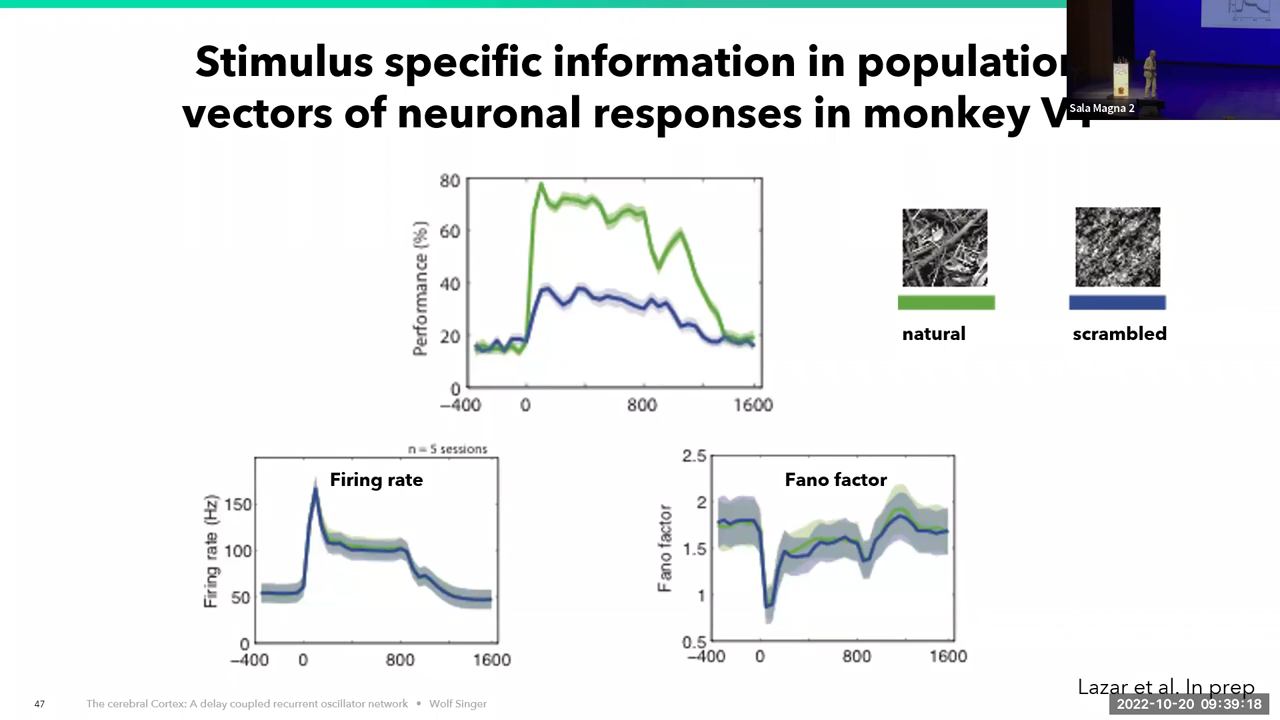 Stimulus specific information in population
vectors of neuronal responses in monkey
Sala Magna 2
80
60
40
20
0
Performance (%)
−400 0 800 1600
natural
scrambled
n = 5 sessions
Firing rate
150
100
50
0
Firing rate (Hz)
−400 0 800 1600
Fano factor
2.5
2
1.5
1
0.5
Fano factor
−400 0 800 1600
Lazar et al. In prep
47 The cerebral Cortex: A delay coupled recurrent oscillator network • Wolf Singer
2022-10-20 09:39:18